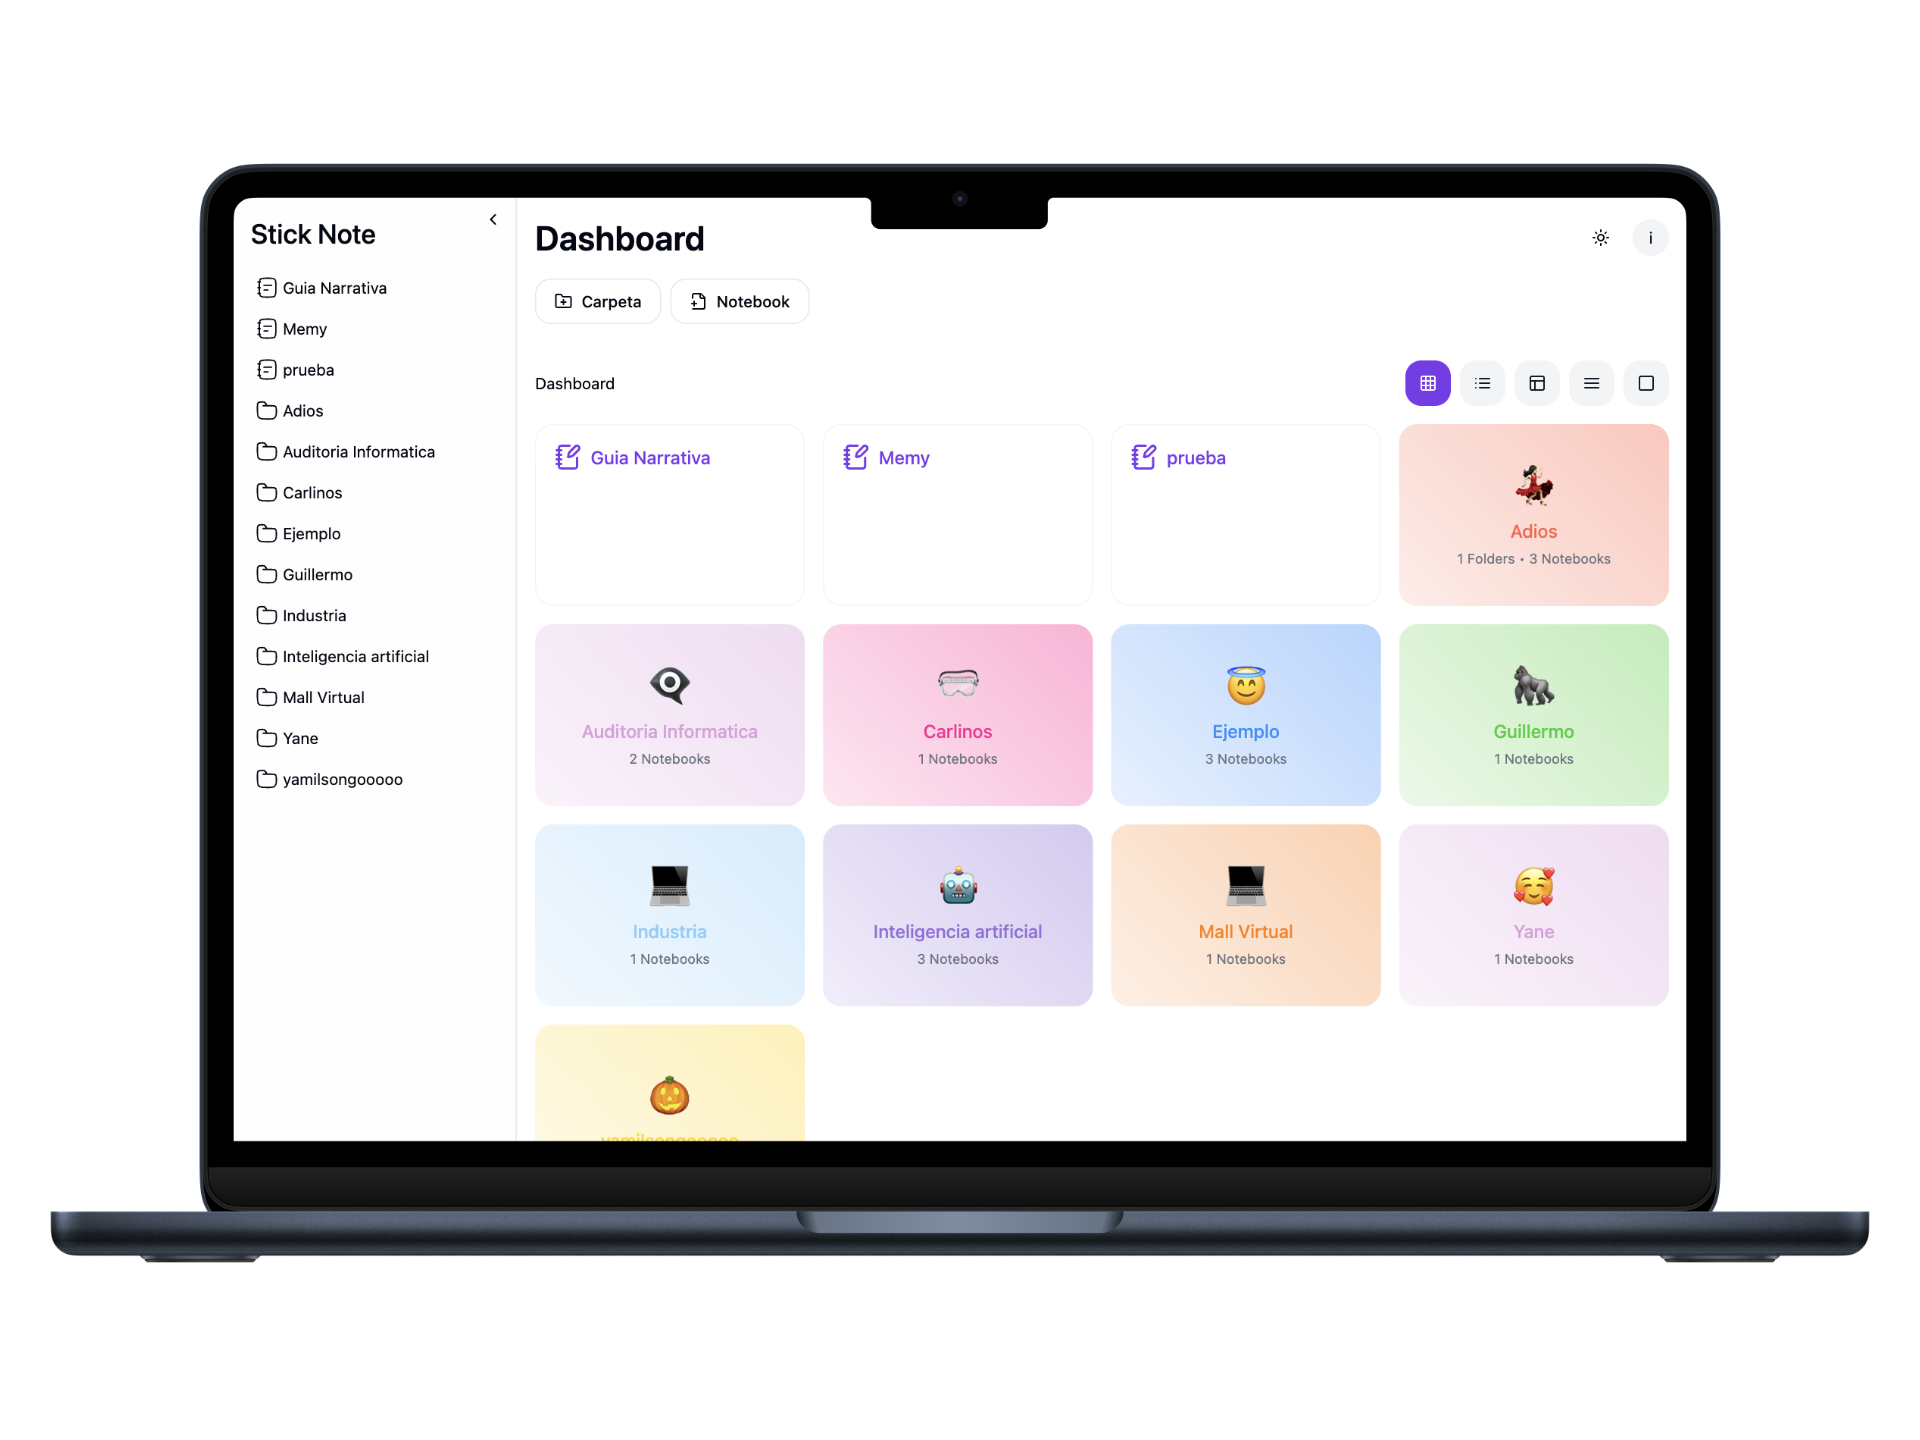 Stick Note
Guia Narrativa
Memy
prueba
Adios
Auditoria Informatica
Carlinos
Ejemplo
Guillermo
Industria
Inteligencia artificial
Mall Virtual
Yane
yamilsongooooo
Dashboard
i
Carpeta
Notebook
Dashboard
Guia Narrativa
Memy
prueba
Adios
1 Folders • 3 Notebooks
Auditoria Informatica
2 Notebooks
Carlinos
1 Notebooks
Ejemplo
3 Notebooks
Guillermo
1 Notebooks
Industria
1 Notebooks
Inteligencia artificial
3 Notebooks
Mall Virtual
1 Notebooks
Yane
1 Notebooks
yamilsongooooo